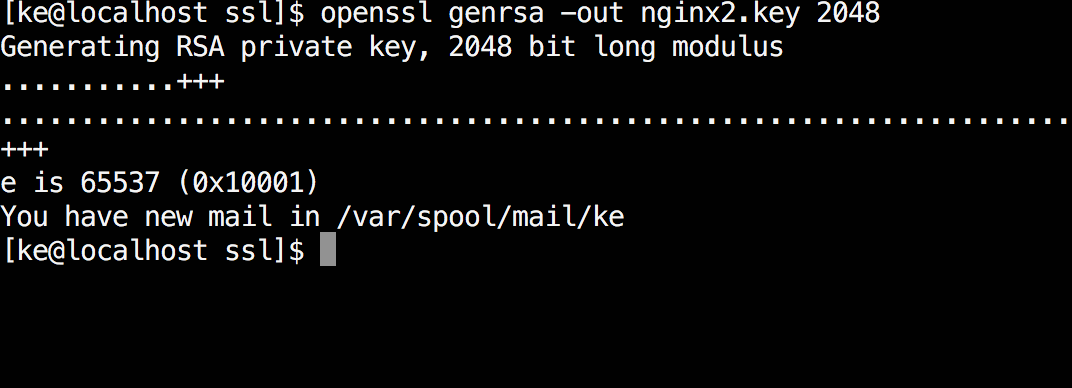 [ke@localhost ssl]$ openssl genrsa -out nginx2.key 2048
Generating RSA private key, 2048 bit long modulus
...........+++
...................................................................
+++
e is 65537 (0x10001)
You have new mail in /var/spool/mail/ke
[ke@localhost ssl]$